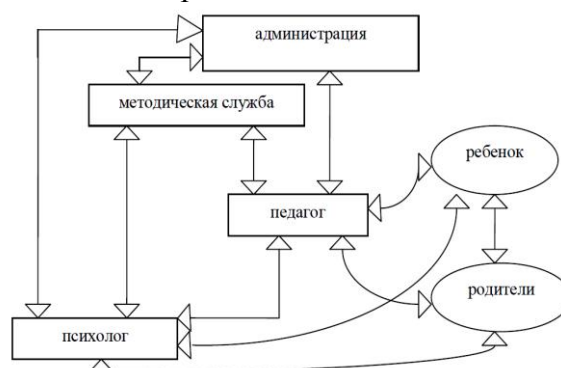 администрация
методическая служба
ребенок
педагог
родители
психолог